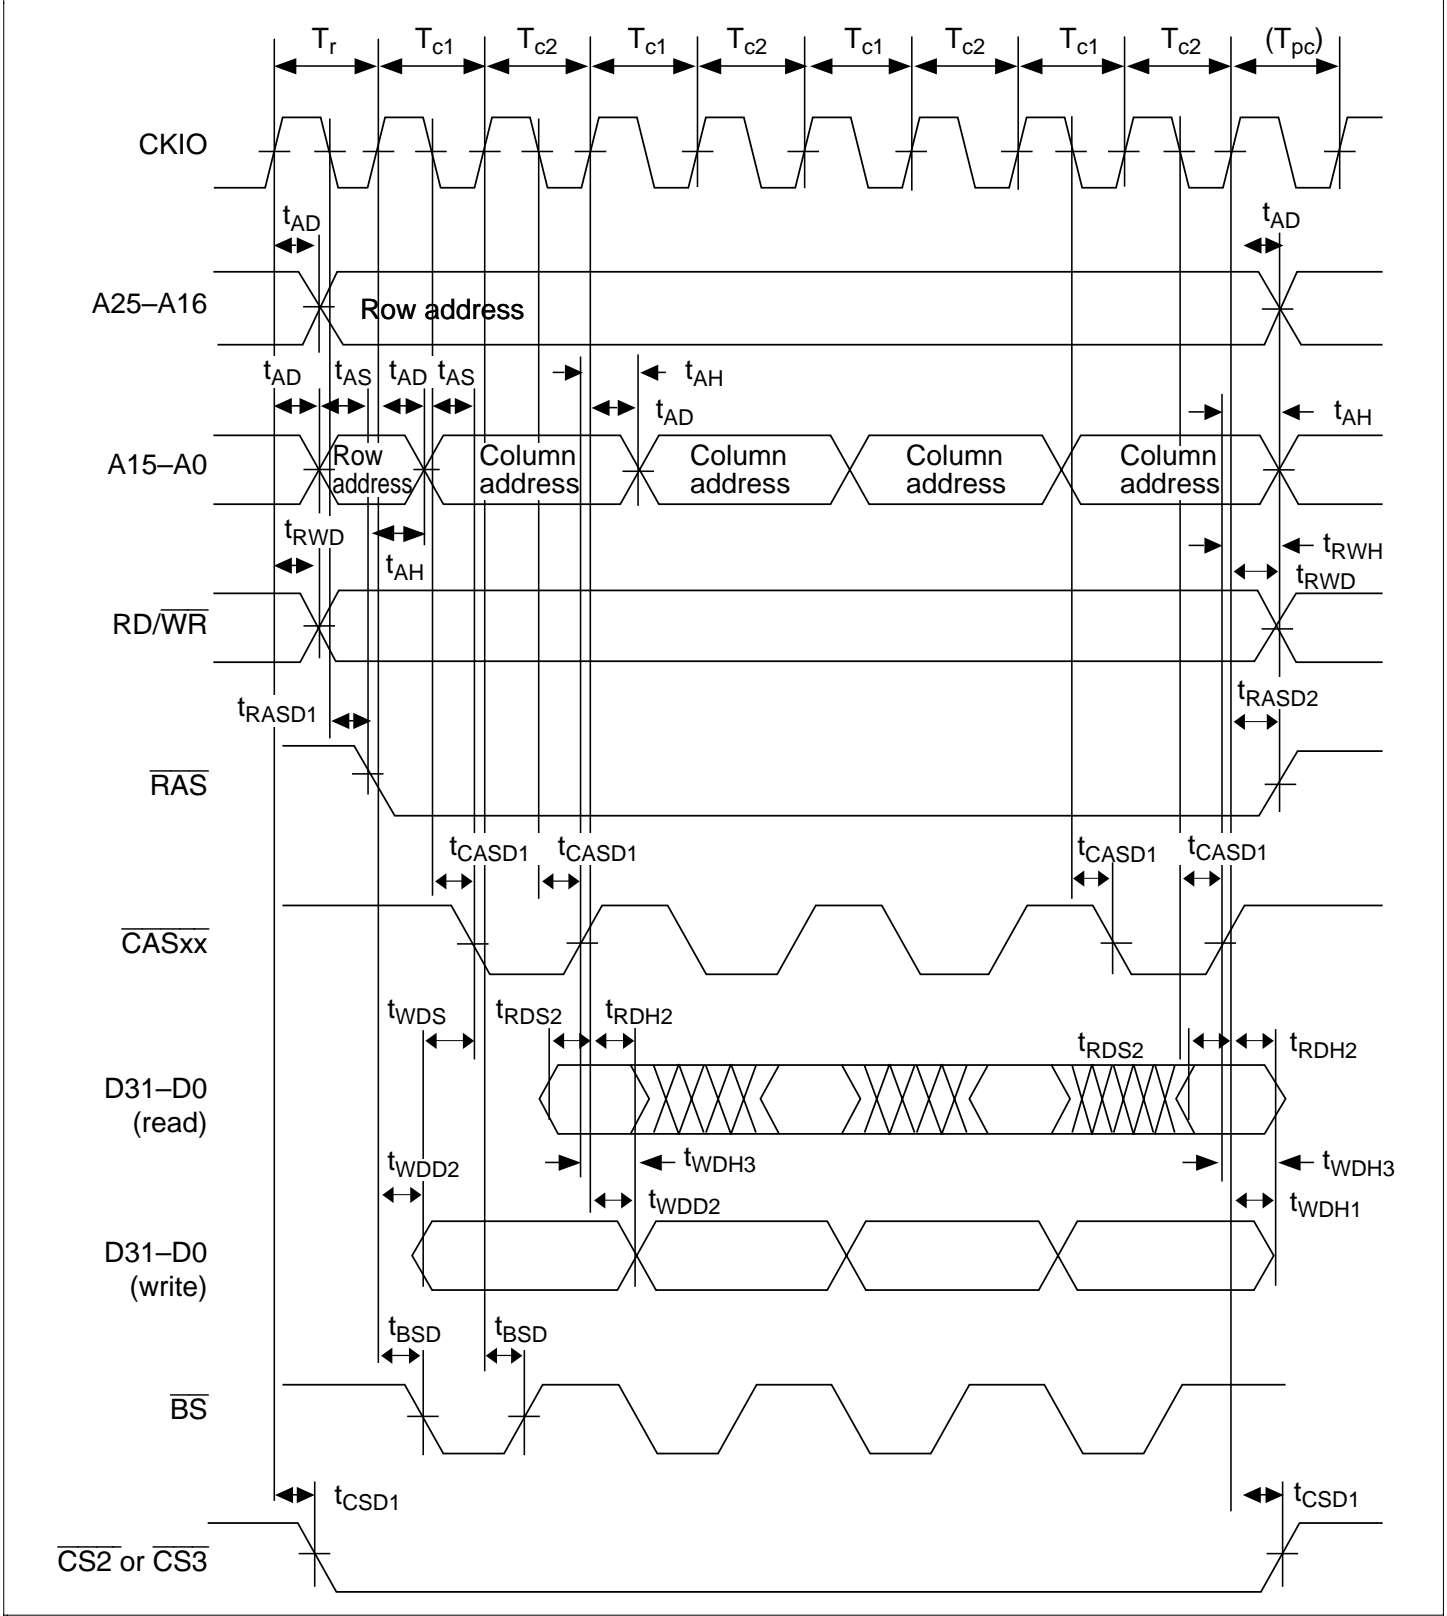 Tr Tc1 Tc2 Tc1 Tc2 Tc1 Tc2 Tc1 Tc2 (Tpc)
CKIO
tAD tAD
A25–A16 Row address
tAD tAS tAD tAS tAH
tAD tAH
A15–A0 Row address Column address Column address Column address Column address
tRWD tRWH
tAH tRWD
RD/WR
tRASD1 tRASD2
RAS
tCASD1 tCASD1 tCASD1 tCASD1
CASxx
tWDS tRDS2 tRDH2 tRDS2 tRDH2
D31–D0
(read)
tWDD2 tWDH3 tWDH3
tWDD2 tWDH1
D31–D0
(write)
tBSD tBSD
BS
tCSD1 tCSD1
CS2 or CS3